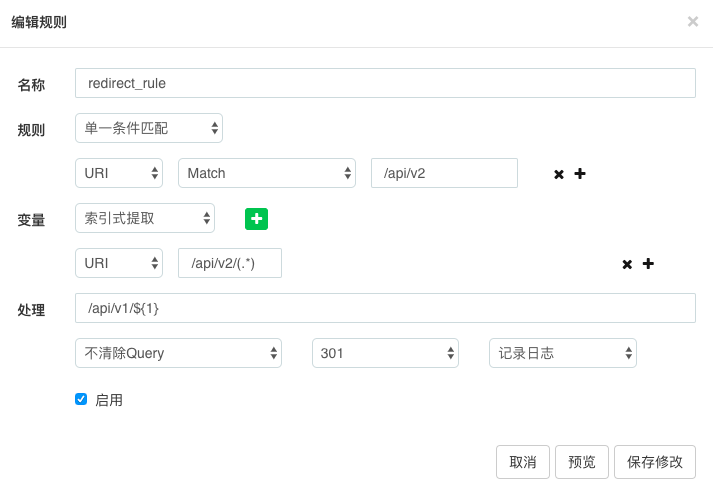 编辑规则 ×
名称 redirect_rule
规则 单一条件匹配
URI Match /api/v2
变量 索引式提取
URI /api/v2/(.*)
处理 /api/v1/${1}
不清除Query 301 记录日志
启用
取消 预览 保存修改